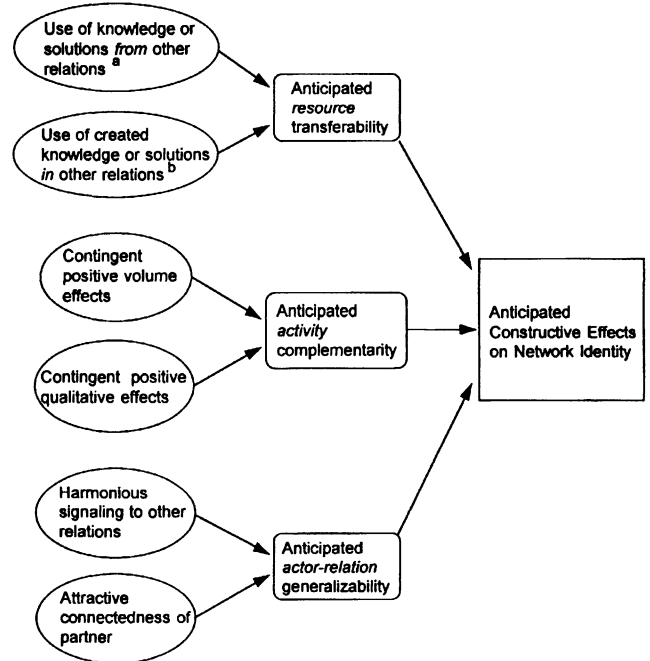 Use of knowledge or
solutions from other
relations a
Anticipated
resource
transferability
Use of created
knowledge or solutions
in other relations b
Contingent
positive volume
effects
Anticipated
activity
complementarity
Anticipated
Constructive Effects
on Network Identity
Contingent positive
qualitative effects
Harmonious
signaling to other
relations
Anticipated
actor-relation
generalizability
Attractive
connectedness of
partner